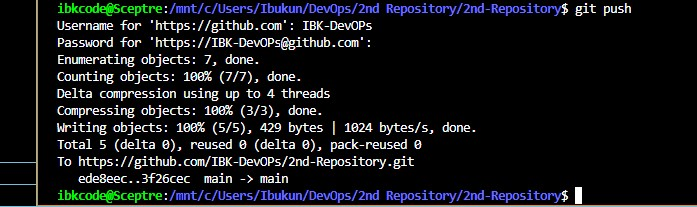 ibkcode@Sceptre:/mnt/c/Users/Ibukun/DevOps/2nd Repository/2nd-Repository$ git push
Username for 'https://github.com': IBK-DevOPs
Password for 'https://IBK-DevOPs@github.com':
Enumerating objects: 7, done.
Counting objects: 100% (7/7), done.
Delta compression using up to 4 threads
Compressing objects: 100% (3/3), done.
Writing objects: 100% (5/5), 429 bytes | 1024 bytes/s, done.
Total 5 (delta 0), reused 0 (delta 0), pack-reused 0
To https://github.com/IBK-DevOPs/2nd-Repository.git
   ede8eec..3f26cec  main -> main
ibkcode@Sceptre:/mnt/c/Users/Ibukun/DevOps/2nd Repository/2nd-Repository$